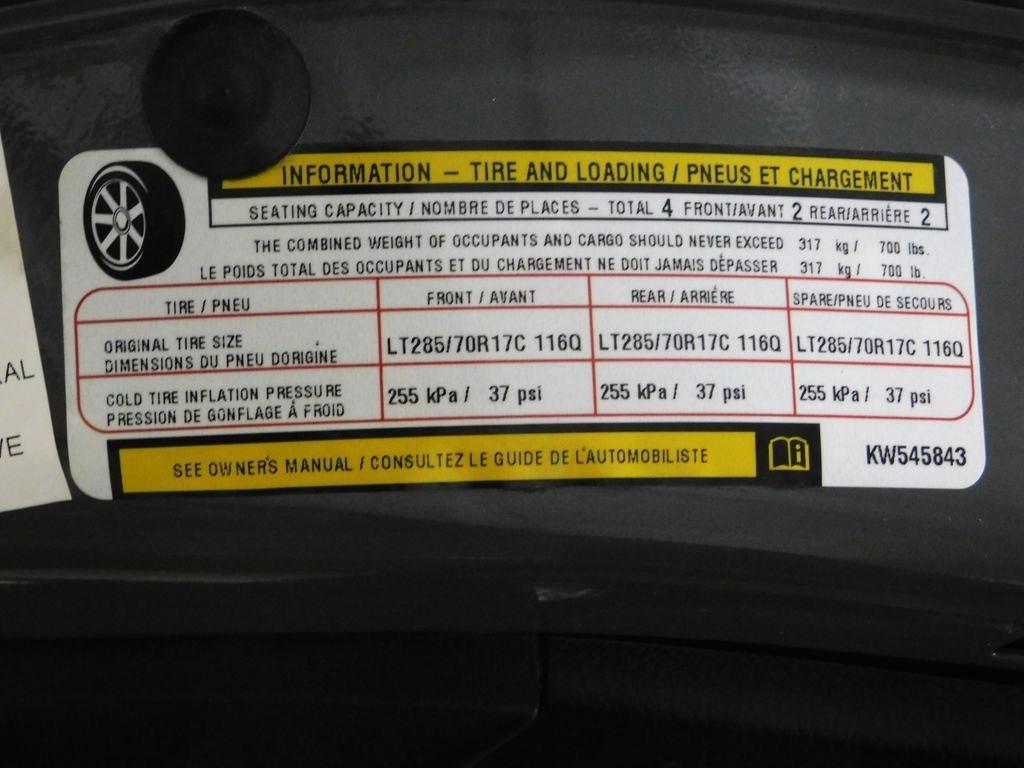 INFORMATION – TIRE AND LOADING / PNEUS ET CHARGEMENT
SEATING CAPACITY / NOMBRE DE PLACES – TOTAL 4 FRONT/AVANT 2 REAR/ARRIÈRE 2
THE COMBINED WEIGHT OF OCCUPANTS AND CARGO SHOULD NEVER EXCEED 317 kg / 700 lbs.
LE POIDS TOTAL DES OCCUPANTS ET DU CHARGEMENT NE DOIT JAMAIS DÉPASSER 317 kg / 700 lb.
TIRE / PNEU FRONT / AVANT REAR / ARRIÈRE SPARE/PNEU DE SECOURS
ORIGINAL TIRE SIZE
DIMENSIONS DU PNEU DORIGINE
LT285/70R17C 116Q LT285/70R17C 116Q LT285/70R17C 116Q
COLD TIRE INFLATION PRESSURE
PRESSION DE GONFLAGE À FROID
255 kPa / 37 psi 255 kPa / 37 psi 255 kPa / 37 psi
SEE OWNER'S MANUAL / CONSULTEZ LE GUIDE DE L'AUTOMOBILISTE
KW545843
AL
VE